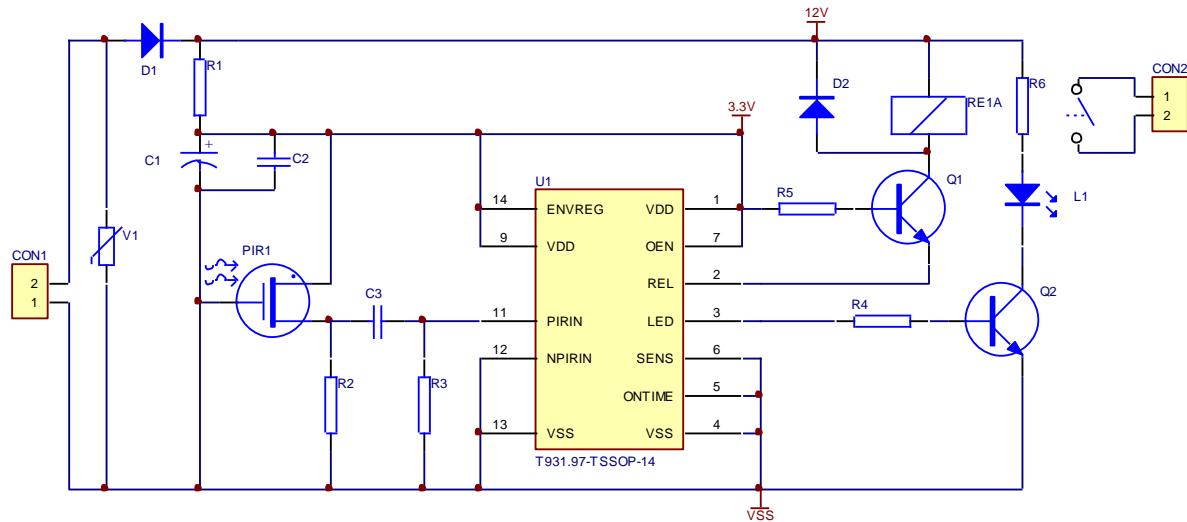 12V
CON2
1
2
D1
R1
D2
RE1A
R6
3.3V
C1
+
C2
U1
R5
Q1
L1
14
ENVREG
VDD
1
9
VDD
OEN
7
V1
CON1
2
1
PIR1
REL
2
C3
R4
Q2
11
PIRIN
LED
3
12
NPIRIN
SENS
6
R2
R3
ONTIME
5
13
VSS
VSS
4
T931.97-TSSOP-14
VSS